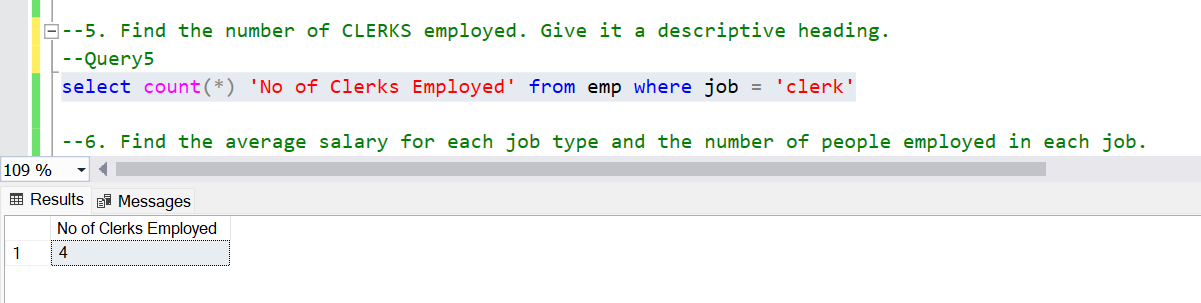 --5. Find the number of CLERKS employed. Give it a descriptive heading.
--Query5
select count(*) 'No of Clerks Employed' from emp where job = 'clerk'
--6. Find the average salary for each job type and the number of people employed in each job.
109 %
Results Messages
No of Clerks Employed
1 4